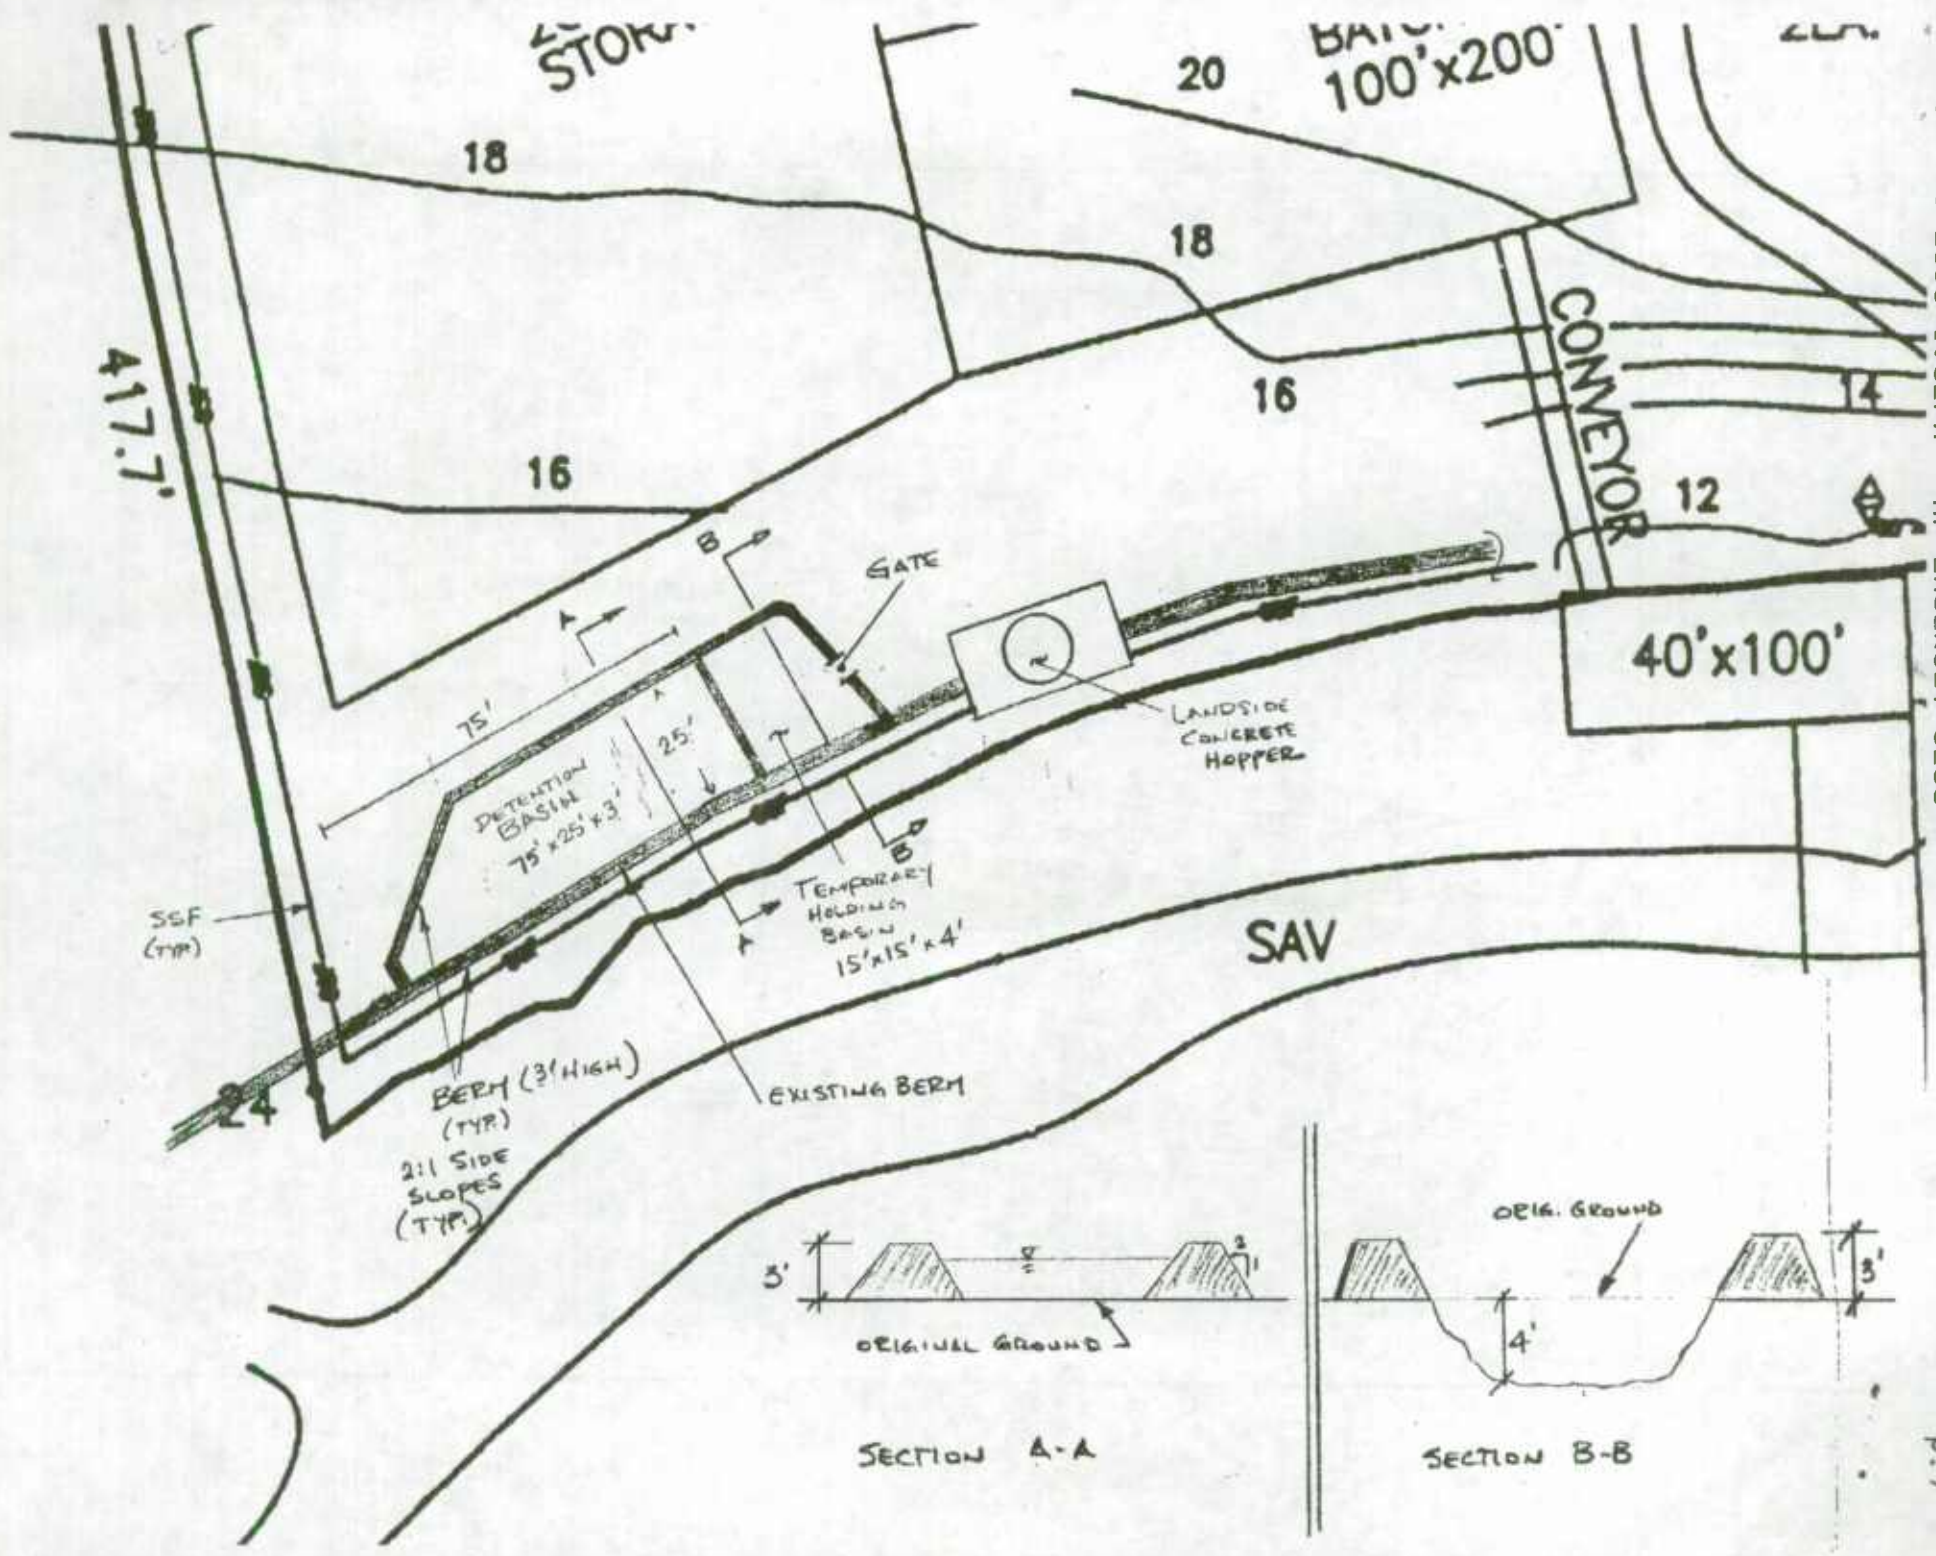 100'x200'
20
18
18
16
16
14
12
CONVEYOR
417.7'
40'x100'
B
A
GATE
75'
25'
DETENTION
BASIN
75'x25'x3'
LANDSIDE
CONCRETE
HOPPER
B
A
TEMPORARY
HOLDING
BASIN
15'x15'x4'
SSF
(TYP)
SAV
24
BERM (3' HIGH)
(TYP.)
2:1 SIDE
SLOPES
(TYP.)
EXISTING BERM
3'
2
1
ORIGINAL GROUND
SECTION A-A
ORIG. GROUND
3'
4'
SECTION B-B